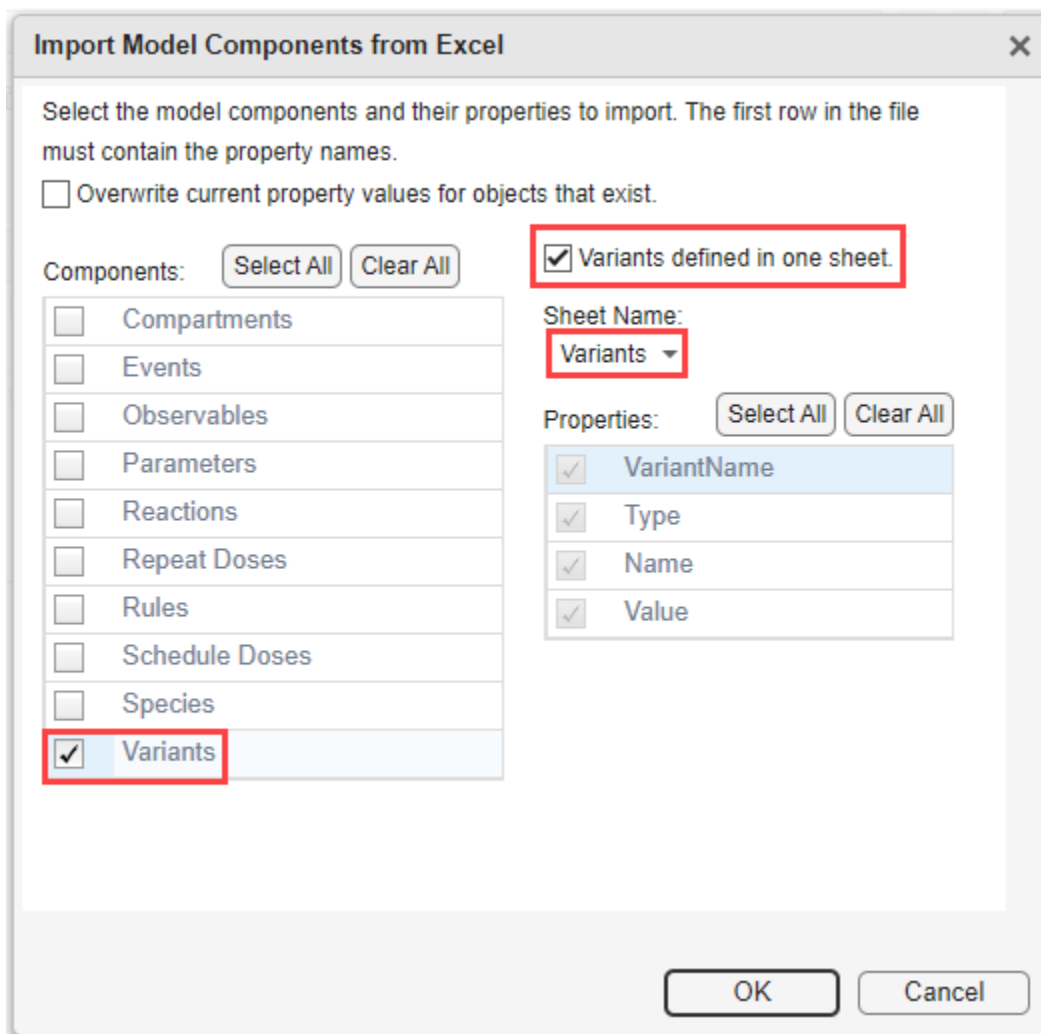 Import Model Components from Excel
Select the model components and their properties to import. The first row in the file
must contain the property names.
Overwrite current property values for objects that exist.
Components:
Select All
Clear All
Compartments
Events
Observables
Parameters
Reactions
Repeat Doses
Rules
Schedule Doses
Species
Variants
Variants defined in one sheet.
Sheet Name:
Variants
Properties:
Select All
Clear All
VariantName
Type
Name
Value
OK
Cancel